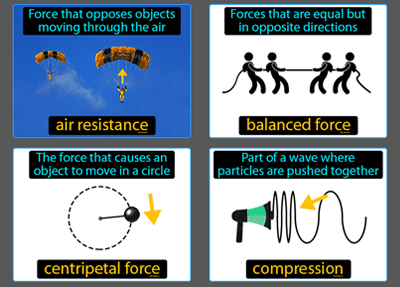 Force that opposes objects
moving through the air
air resistance
Forces that are equal but
in opposite directions
balanced force
The force that causes an
object to move in a circle
centripetal force
Part of a wave where
particles are pushed together
compression